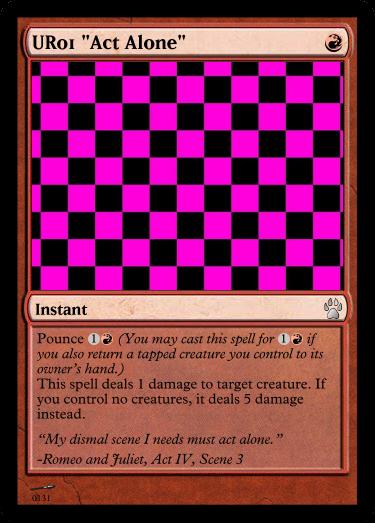 UR01 "Act Alone"
Instant
Pounce 1 (You may cast this spell for 1 if
you also return a tapped creature you control to its
owner's hand.)
This spell deals 1 damage to target creature. If
you control no creatures, it deals 5 damage
instead.
"My dismal scene I needs must act alone."
-Romeo and Juliet, Act IV, Scene 3
0131